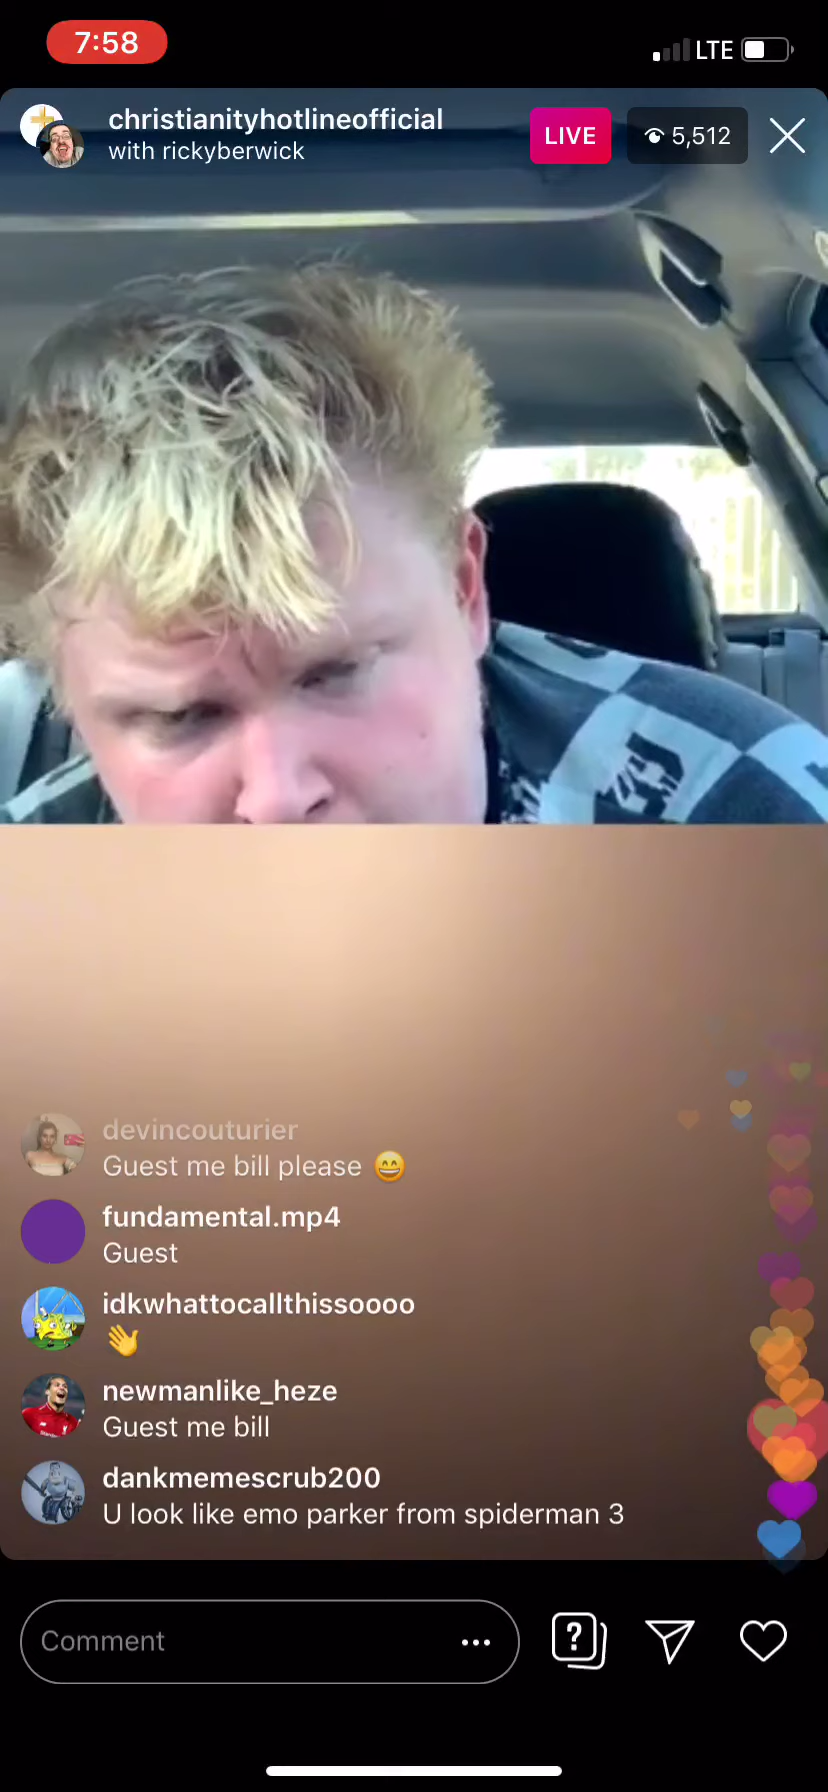 7:58
LTE
christianityhotlineofficial
with rickyberwick
LIVE
5,512
devincouturier
Guest me bill please 😄
fundamental.mp4
Guest
idkwhattocallthissoooo
👋
newmanlike_heze
Guest me bill
dankmemescrub200
U look like emo parker from spiderman 3
Comment
?